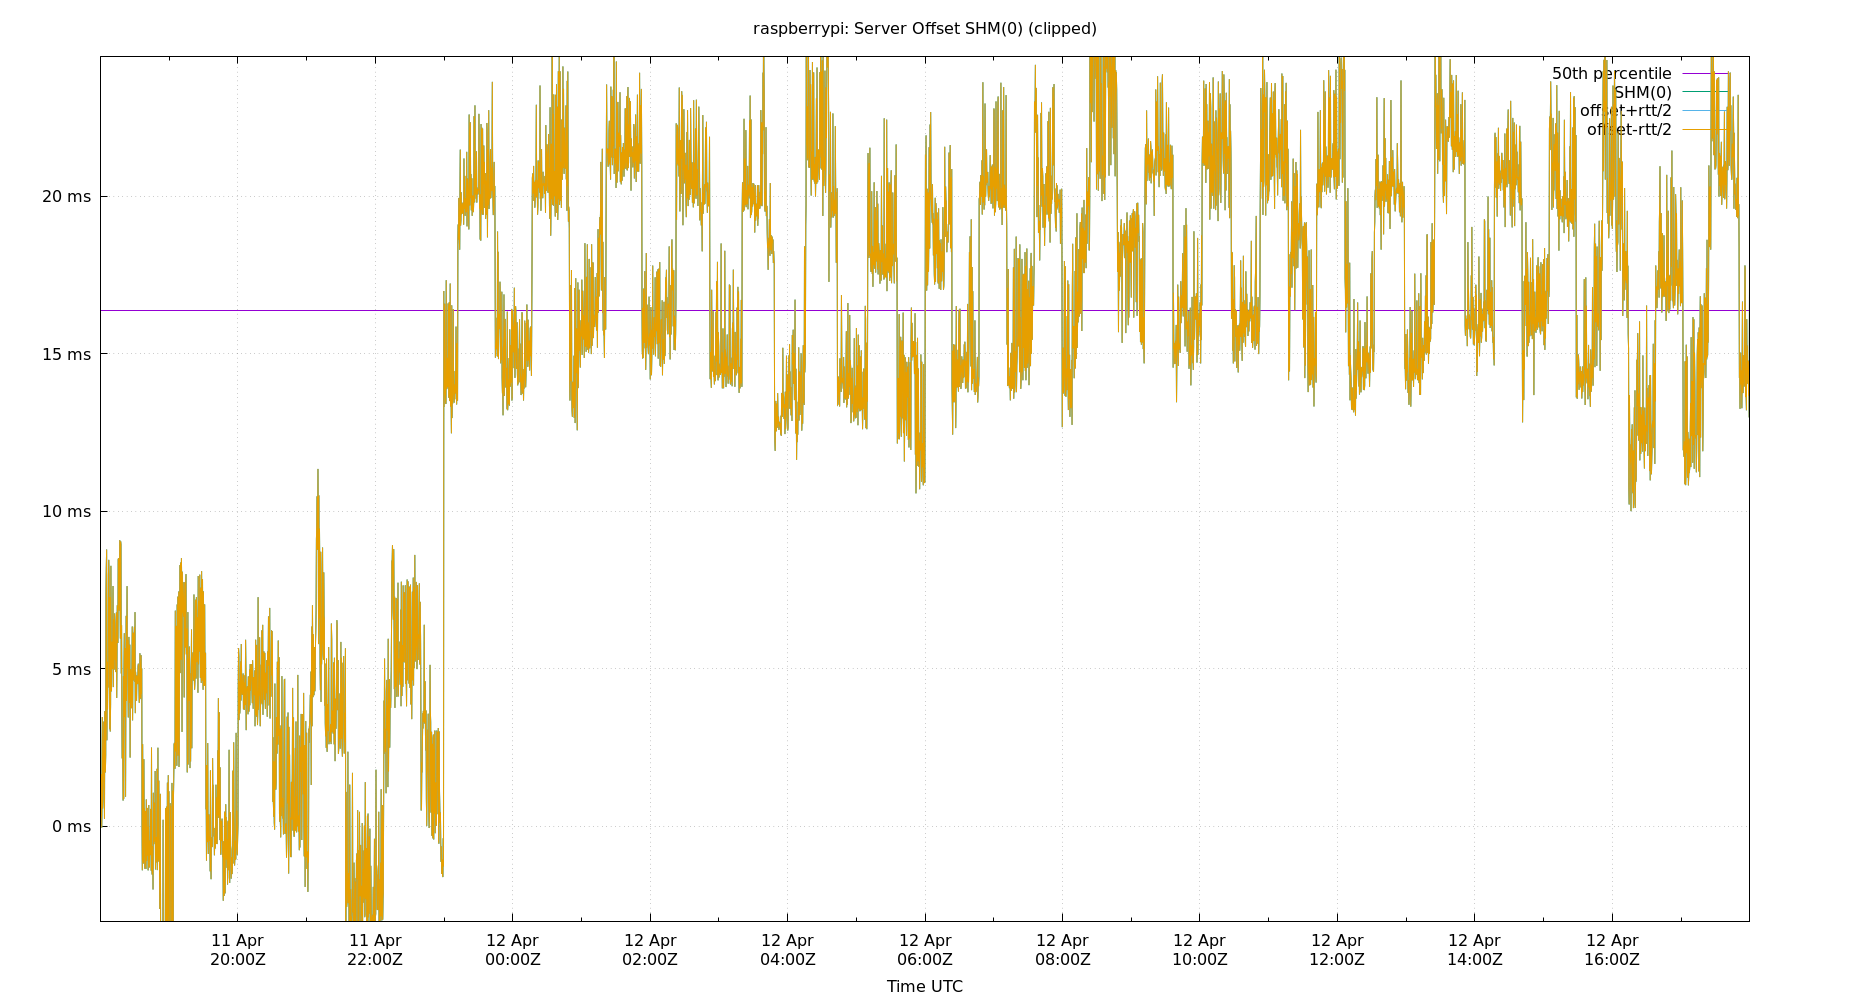 raspberrypi: Server Offset SHM(0) (clipped)
50th percentile
SHM(0)
offset+rtt/2
offset-rtt/2
20 ms
15 ms
10 ms
5 ms
0 ms
11 Apr 11 Apr 12 Apr 12 Apr 12 Apr 12 Apr 12 Apr 12 Apr 12 Apr 12 Apr 12 Apr
20:00Z 22:00Z 00:00Z 02:00Z 04:00Z 06:00Z 08:00Z 10:00Z 12:00Z 14:00Z 16:00Z
Time UTC